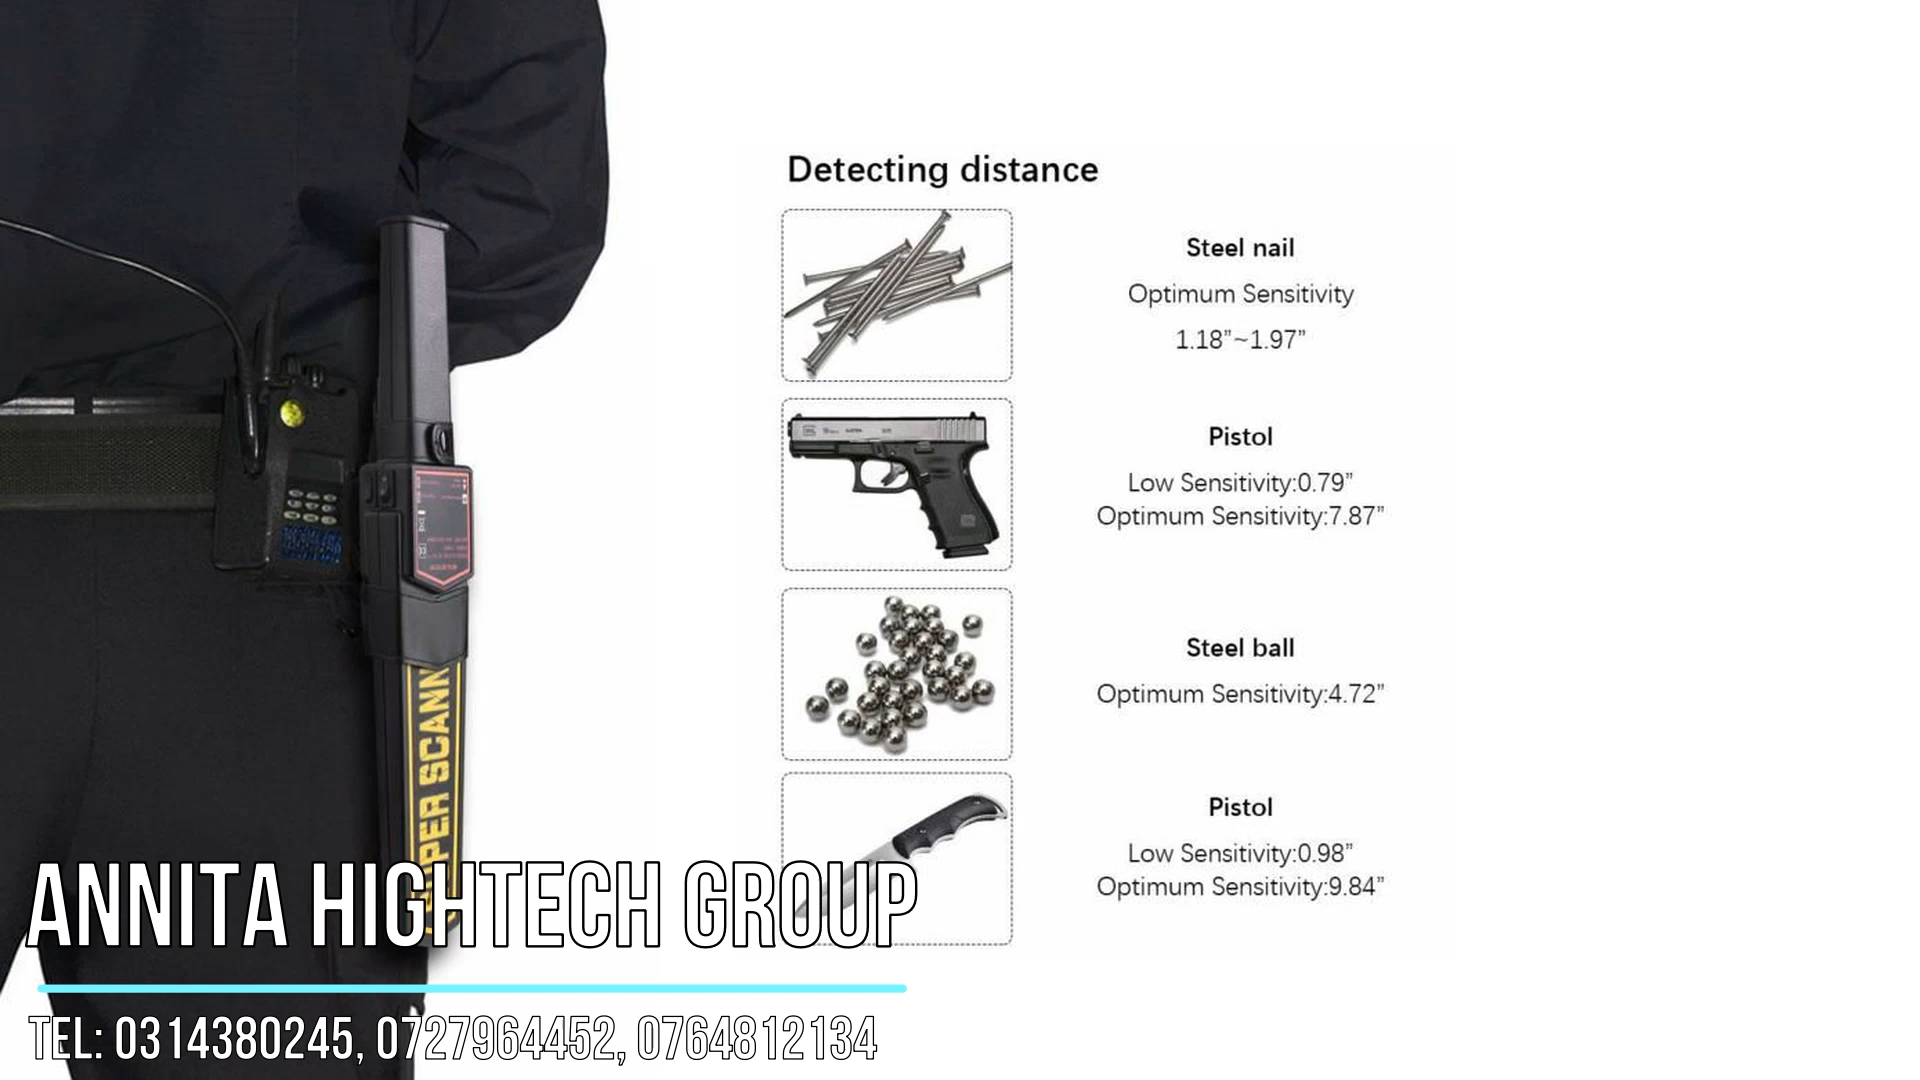 Detecting distance
Steel nail
Optimum Sensitivity
1.18”~1.97”
Pistol
Low Sensitivity:0.79”
Optimum Sensitivity:7.87”
Steel ball
Optimum Sensitivity:4.72”
Pistol
Low Sensitivity:0.98”
Optimum Sensitivity:9.84”
SUPER SCANN
ANNITA HIGHTECH GROUP
TEL: 0314380245, 0727964452, 0764812134